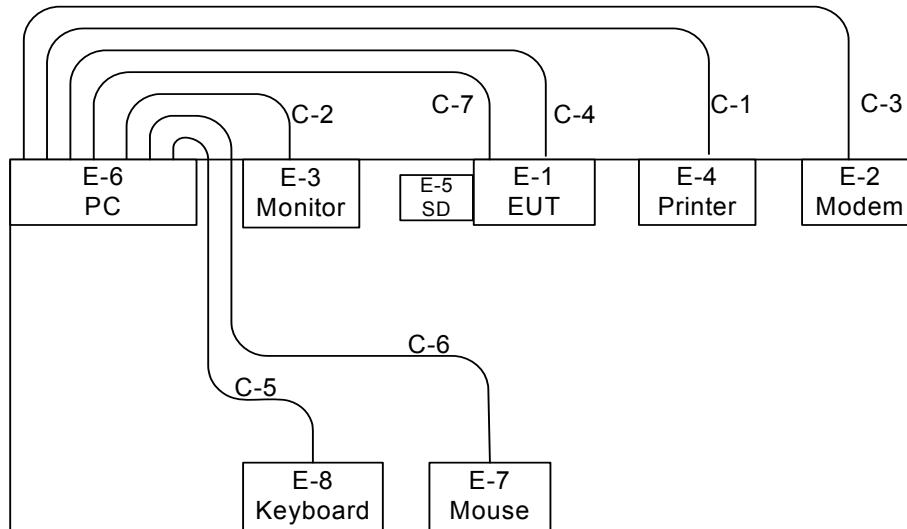 C-2
C-7
C-4
C-1
C-3
E-6
PC
E-3
Monitor
E-5
SD
E-1
EUT
E-4
Printer
E-2
Modem
C-6
C-5
E-8
Keyboard
E-7
Mouse